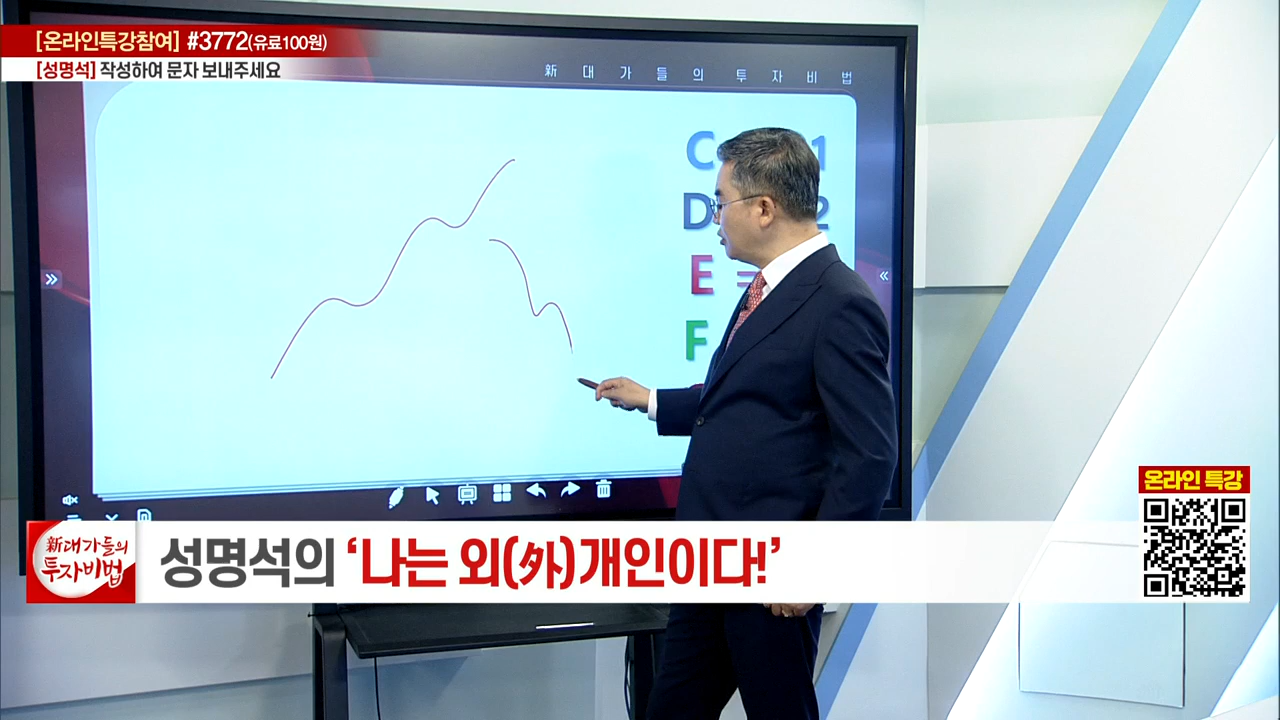 [온라인특강참여] #3772(유료100원)
[성명석] 작성하여 문자 보내주세요
新 대 가 들 의 투 자 비 법
C 1
D 2
E =
F
온라인 특강
新대가들의
투자비법
성명석의 ‘나는 외(外)개인이다!’